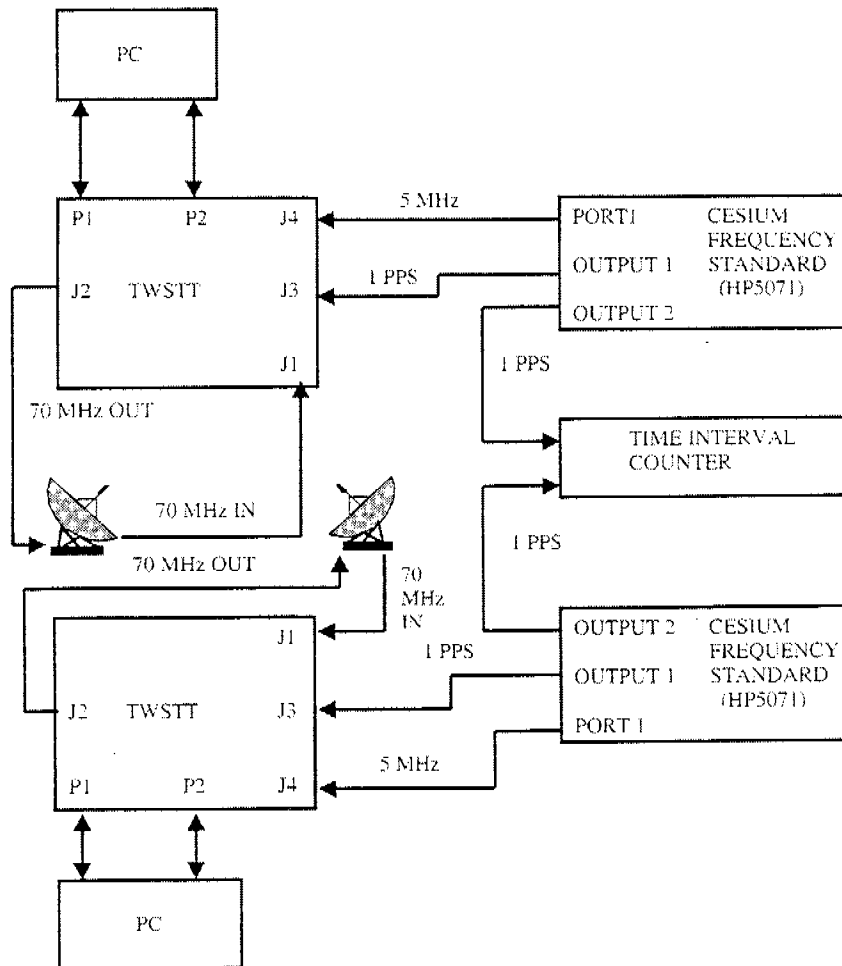 PC
P1 P2 J4
J2 TWSTT J3
J1
5 MHz
1 PPS
PORT1 CESIUM
FREQUENCY
OUTPUT 1 STANDARD
(HP5071)
OUTPUT 2
1 PPS
70 MHz OUT
TIME INTERVAL
COUNTER
70 MHz IN
70 MHz OUT
70
MHz
IN
1 PPS
J1
J2 TWSTT J3
P1 P2 J4
1 PPS
5 MHz
OUTPUT 2 CESIUM
FREQUENCY
OUTPUT 1 STANDARD
(HP5071)
PORT 1
PC